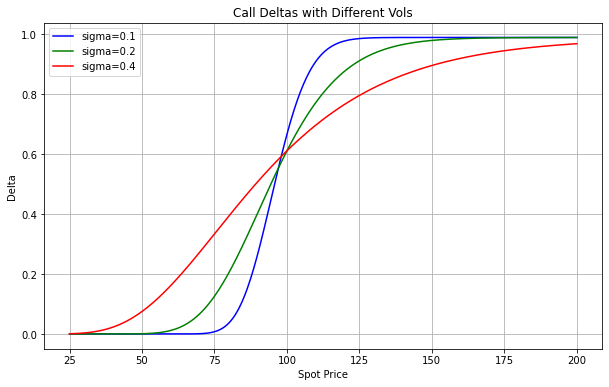 Call Deltas with Different Vols
sigma=0.1
sigma=0.2
sigma=0.4
Delta
1.0
0.8
0.6
0.4
0.2
0.0
25 50 75 100 125 150 175 200
Spot Price